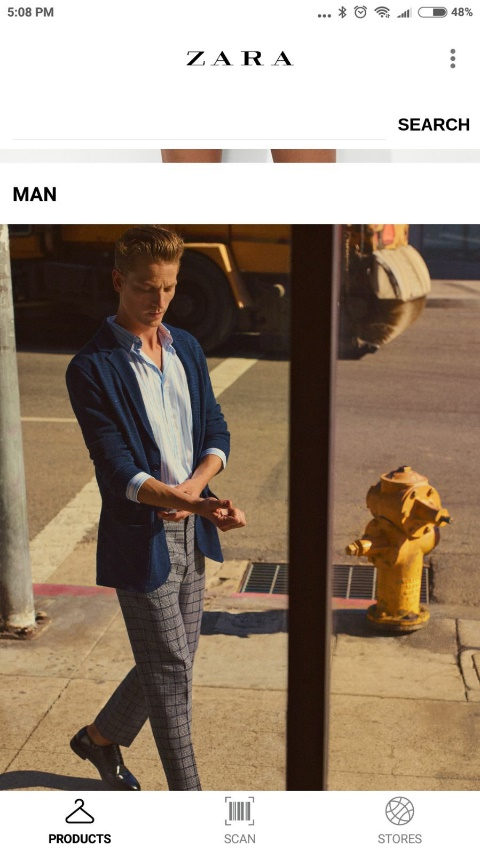 5:08 PM
48%
ZARA
SEARCH
MAN
PRODUCTS
SCAN
STORES